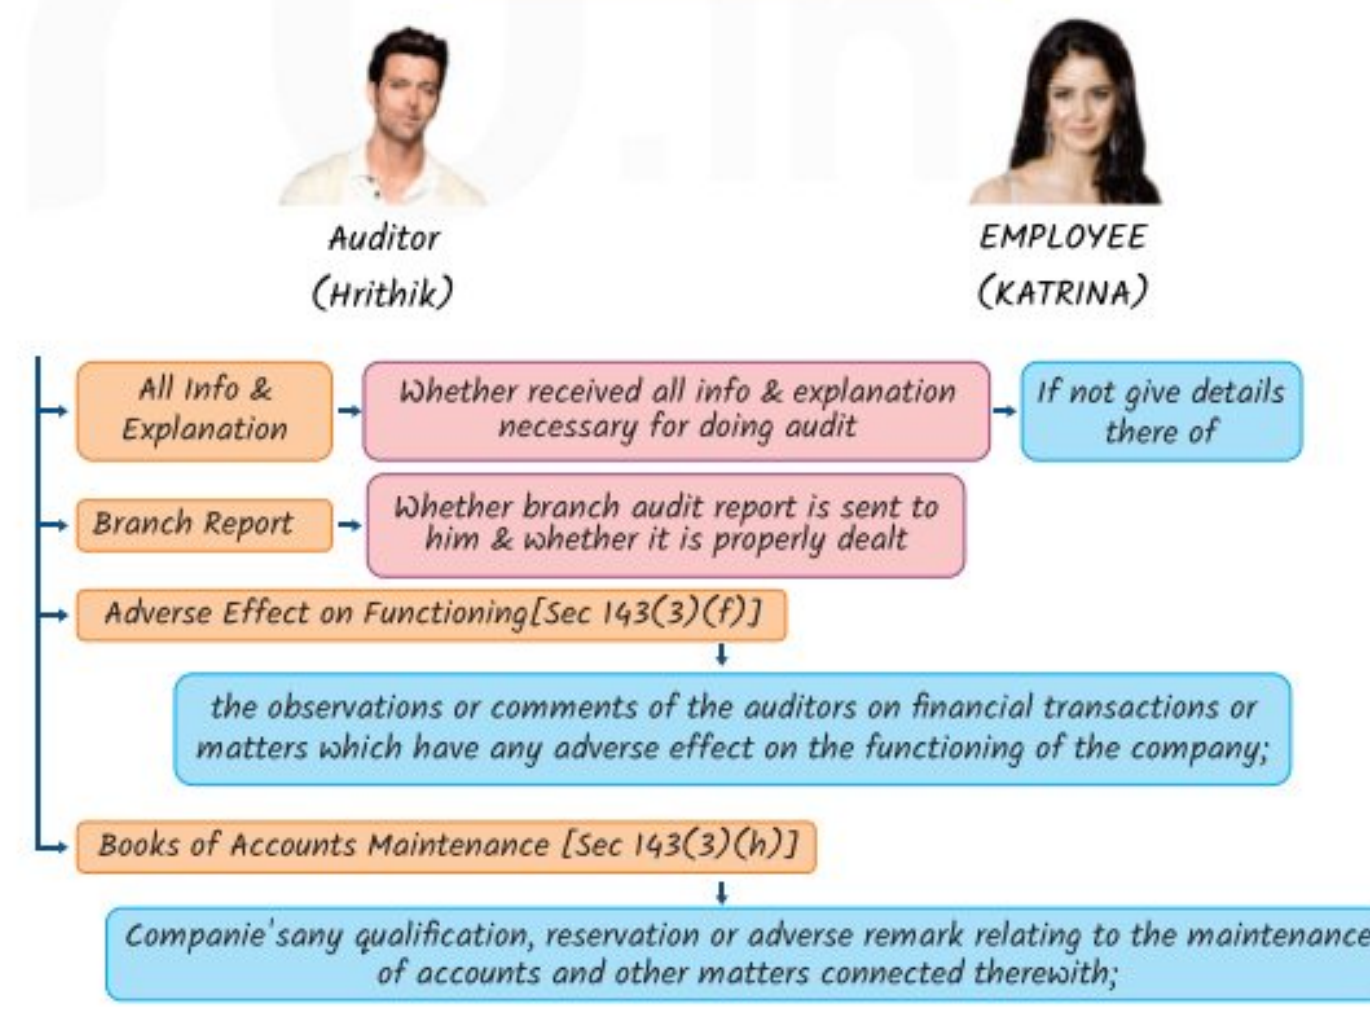 Auditor
(Hrithik)
EMPLOYEE
(KATRINA)
All Info &
Explanation
Whether received all info & explanation
necessary for doing audit
If not give details
there of
Branch Report
Whether branch audit report is sent to
him & whether it is properly dealt
Adverse Effect on Functioning[Sec 143(3)(f)]
the observations or comments of the auditors on financial transactions or
matters which have any adverse effect on the functioning of the company;
Books of Accounts Maintenance [Sec 143(3)(h)]
Companie'sany qualification, reservation or adverse remark relating to the maintenance
of accounts and other matters connected therewith;